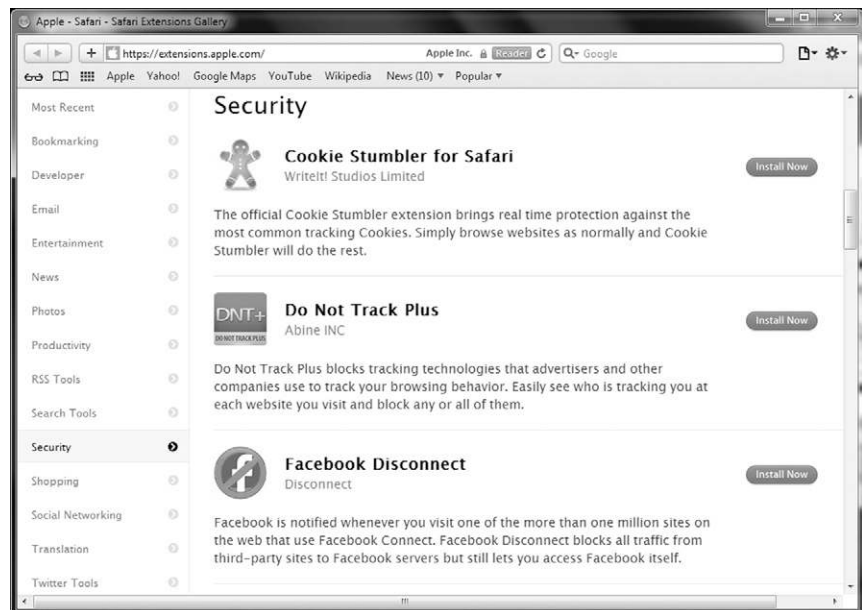 Apple - Safari - Safari Extensions Gallery
https://extensions.apple.com/ Apple Inc. Reader
Google
Apple Yahoo! Google Maps YouTube Wikipedia News (10) Popular
Most Recent
Bookmarking
Developer
Email
Entertainment
News
Photos
Productivity
RSS Tools
Search Tools
Security
Shopping
Social Networking
Translation
Twitter Tools
Security
Cookie Stumbler for Safari
WriteIt! Studios Limited
Install Now
The official Cookie Stumbler extension brings real time protection against the
most common tracking Cookies. Simply browse websites as normally and Cookie
Stumbler will do the rest.
DNT+
DO NOT TRACK PLUS
Do Not Track Plus
Abine INC
Install Now
Do Not Track Plus blocks tracking technologies that advertisers and other
companies use to track your browsing behavior. Easily see who is tracking you at
each website you visit and block any or all of them.
f
Facebook Disconnect
Disconnect
Install Now
Facebook is notified whenever you visit one of the more than one million sites on
the web that use Facebook Connect. Facebook Disconnect blocks all traffic from
third-party sites to Facebook servers but still lets you access Facebook itself.